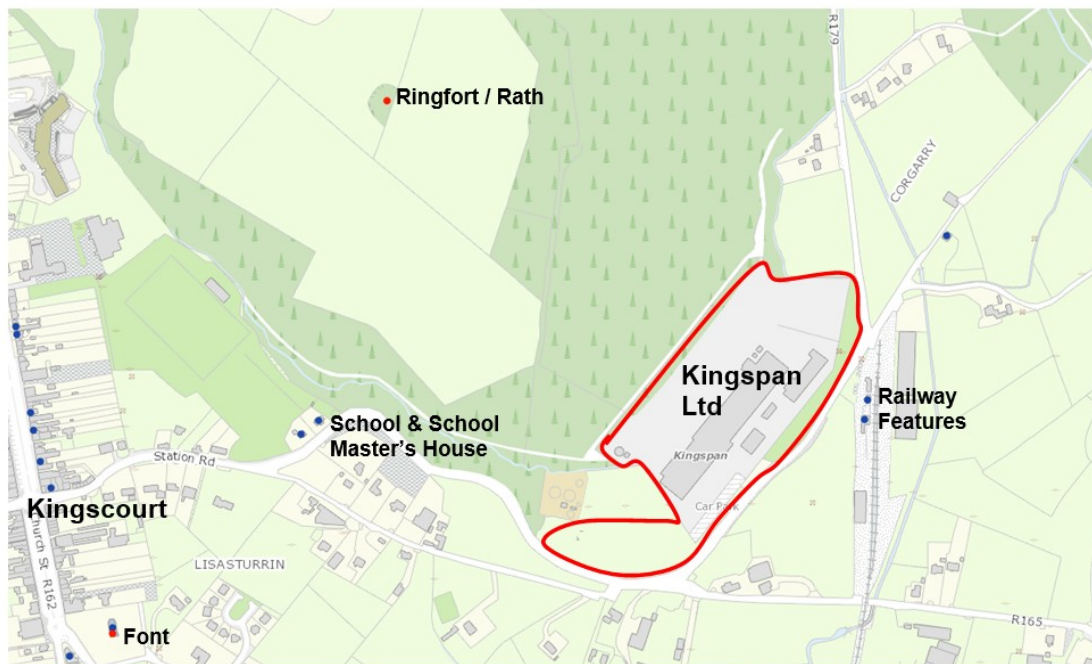 R179
Ringfort / Rath
CORGARRY
Kingspan
Ltd
Railway
Features
School & School
Master's House
Station Rd
Kingspan
Kingscourt
Car Park
Church St R162
LISASTURRIN
R165
Font